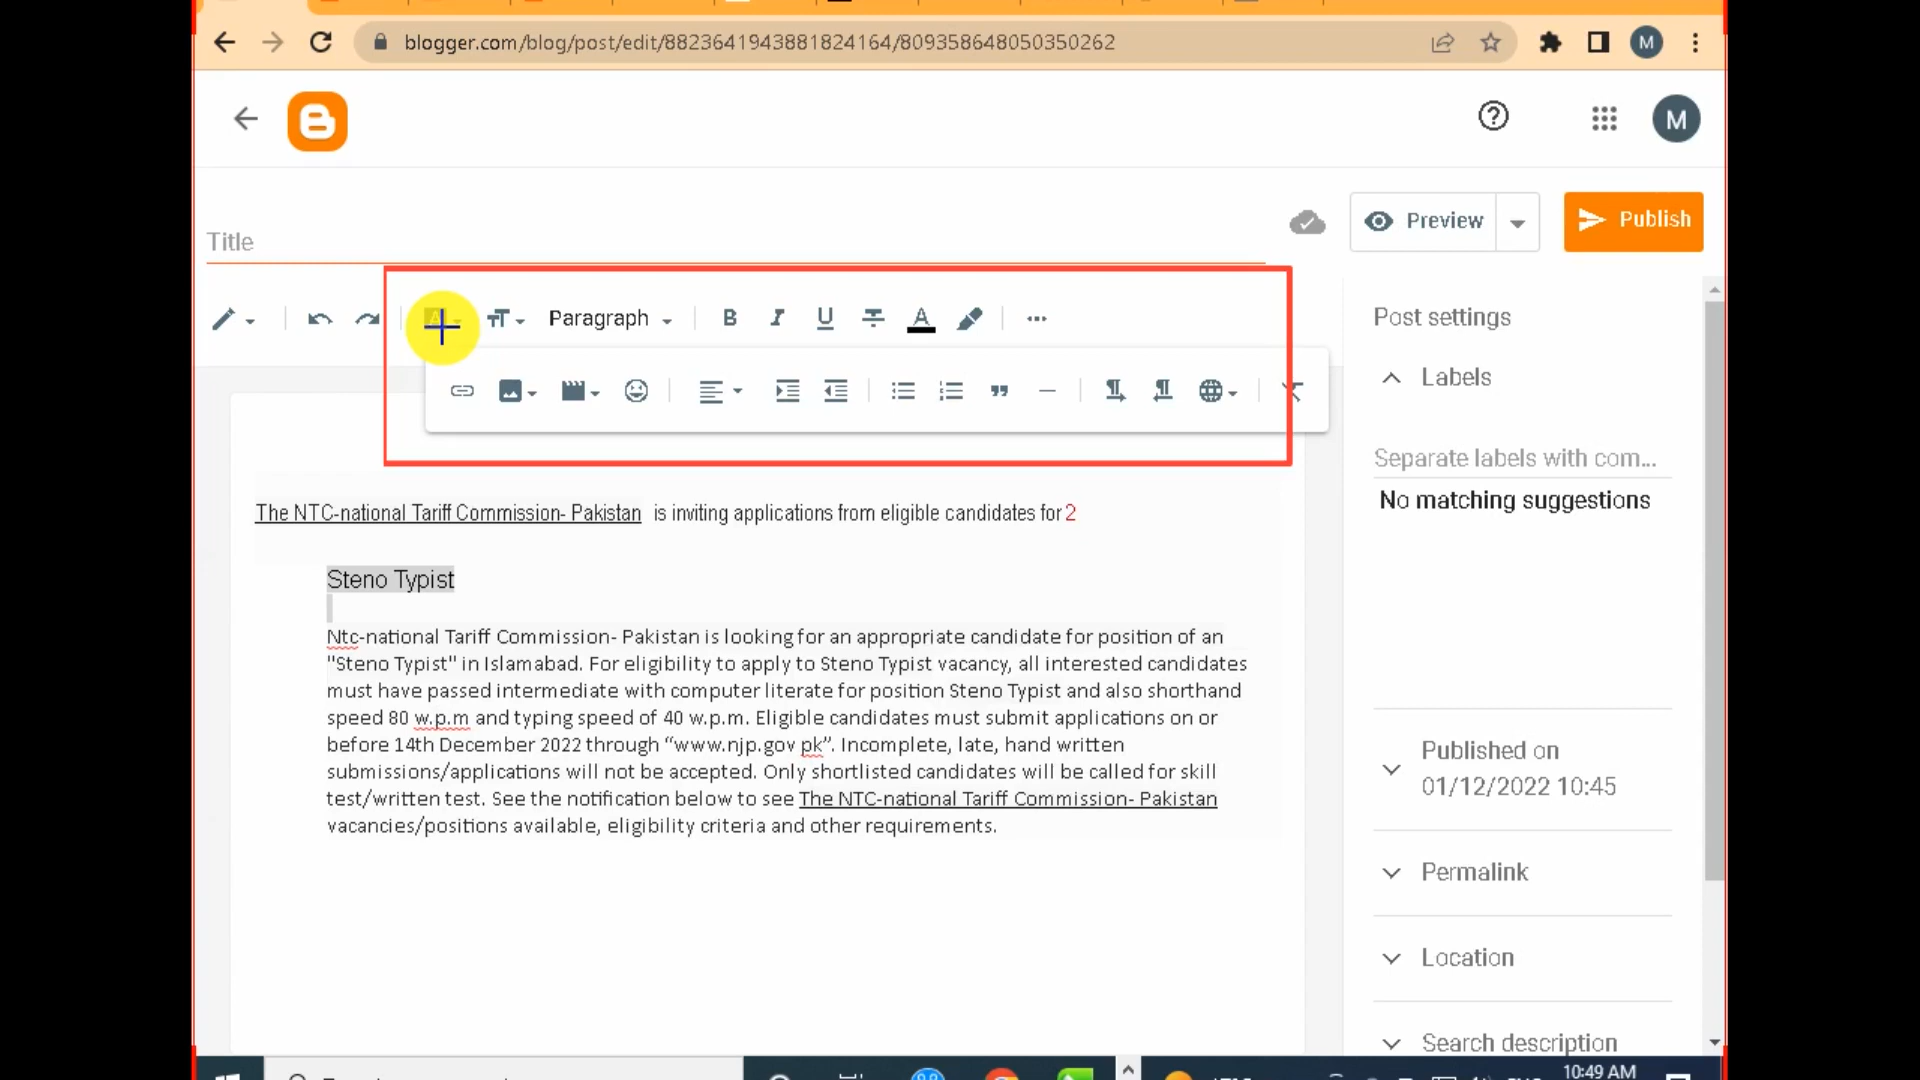 blogger.com/blog/post/edit/8823641943881824164/809358648050350262
M
M
Title
Preview
Publish
Paragraph
B I U A
Post settings
Labels
Separate labels with com...
No matching suggestions
The NTC-national Tariff Commission- Pakistan is inviting applications from eligible candidates for 2
Steno Typist
Ntc-national Tariff Commission- Pakistan is looking for an appropriate candidate for position of an
"Steno Typist" in Islamabad. For eligibility to apply to Steno Typist vacancy, all interested candidates
must have passed intermediate with computer literate for position Steno Typist and also shorthand
speed 80 w.p.m and typing speed of 40 w.p.m. Eligible candidates must submit applications on or
before 14th December 2022 through “www.njp.gov pk”. Incomplete, late, hand written
submissions/applications will not be accepted. Only shortlisted candidates will be called for skill
test/written test. See the notification below to see The NTC-national Tariff Commission- Pakistan
vacancies/positions available, eligibility criteria and other requirements.
Published on
01/12/2022 10:45
Permalink
Location
Search description
10:49 AM